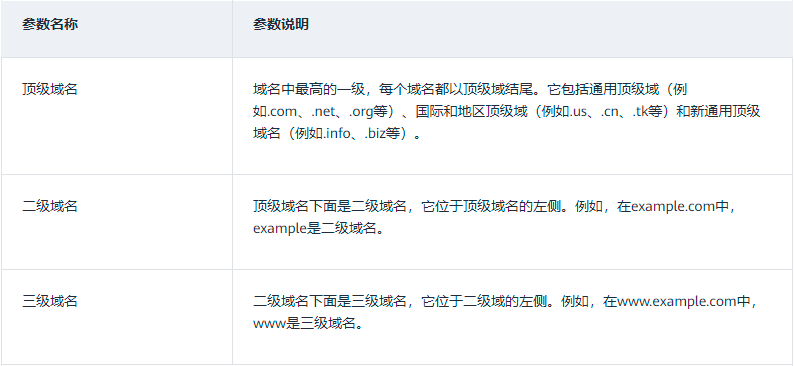 参数名称
参数说明
顶级域名
域名中最高的一级，每个域名都以顶级域结尾。它包括通用顶级域（例
如.com、.net、.org等）、国际和地区顶级域（例如.us、.cn、.tk等）和新通用顶级
域名（例如.info、.biz等）。
二级域名
顶级域名下面是二级域名，它位于顶级域名的左侧。例如，在example.com中，
example是二级域名。
三级域名
二级域名下面是三级域名，它位于二级域的左侧。例如，在www.example.com中，
www是三级域名。